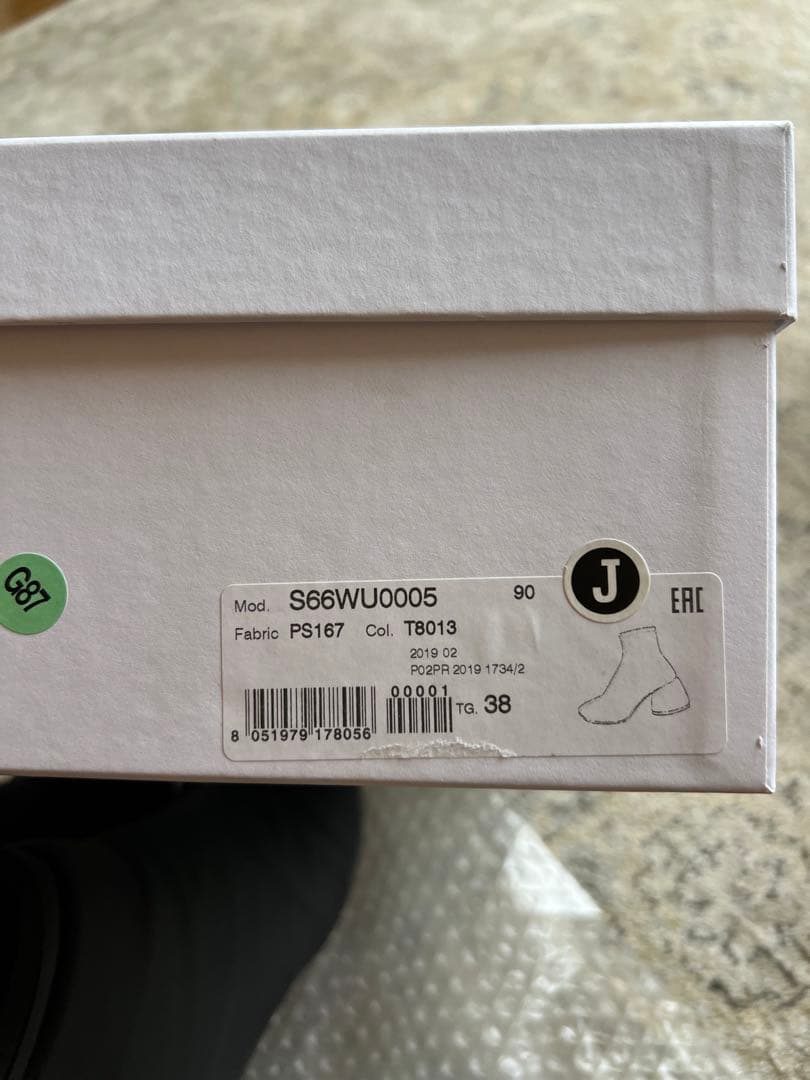 G87
Mod. S66WU0005 90
J
EAC
Fabric PS167 Col. T8013
2019 02
P02PR 2019 1734/2
00001
TG. 38
8 051979 178056